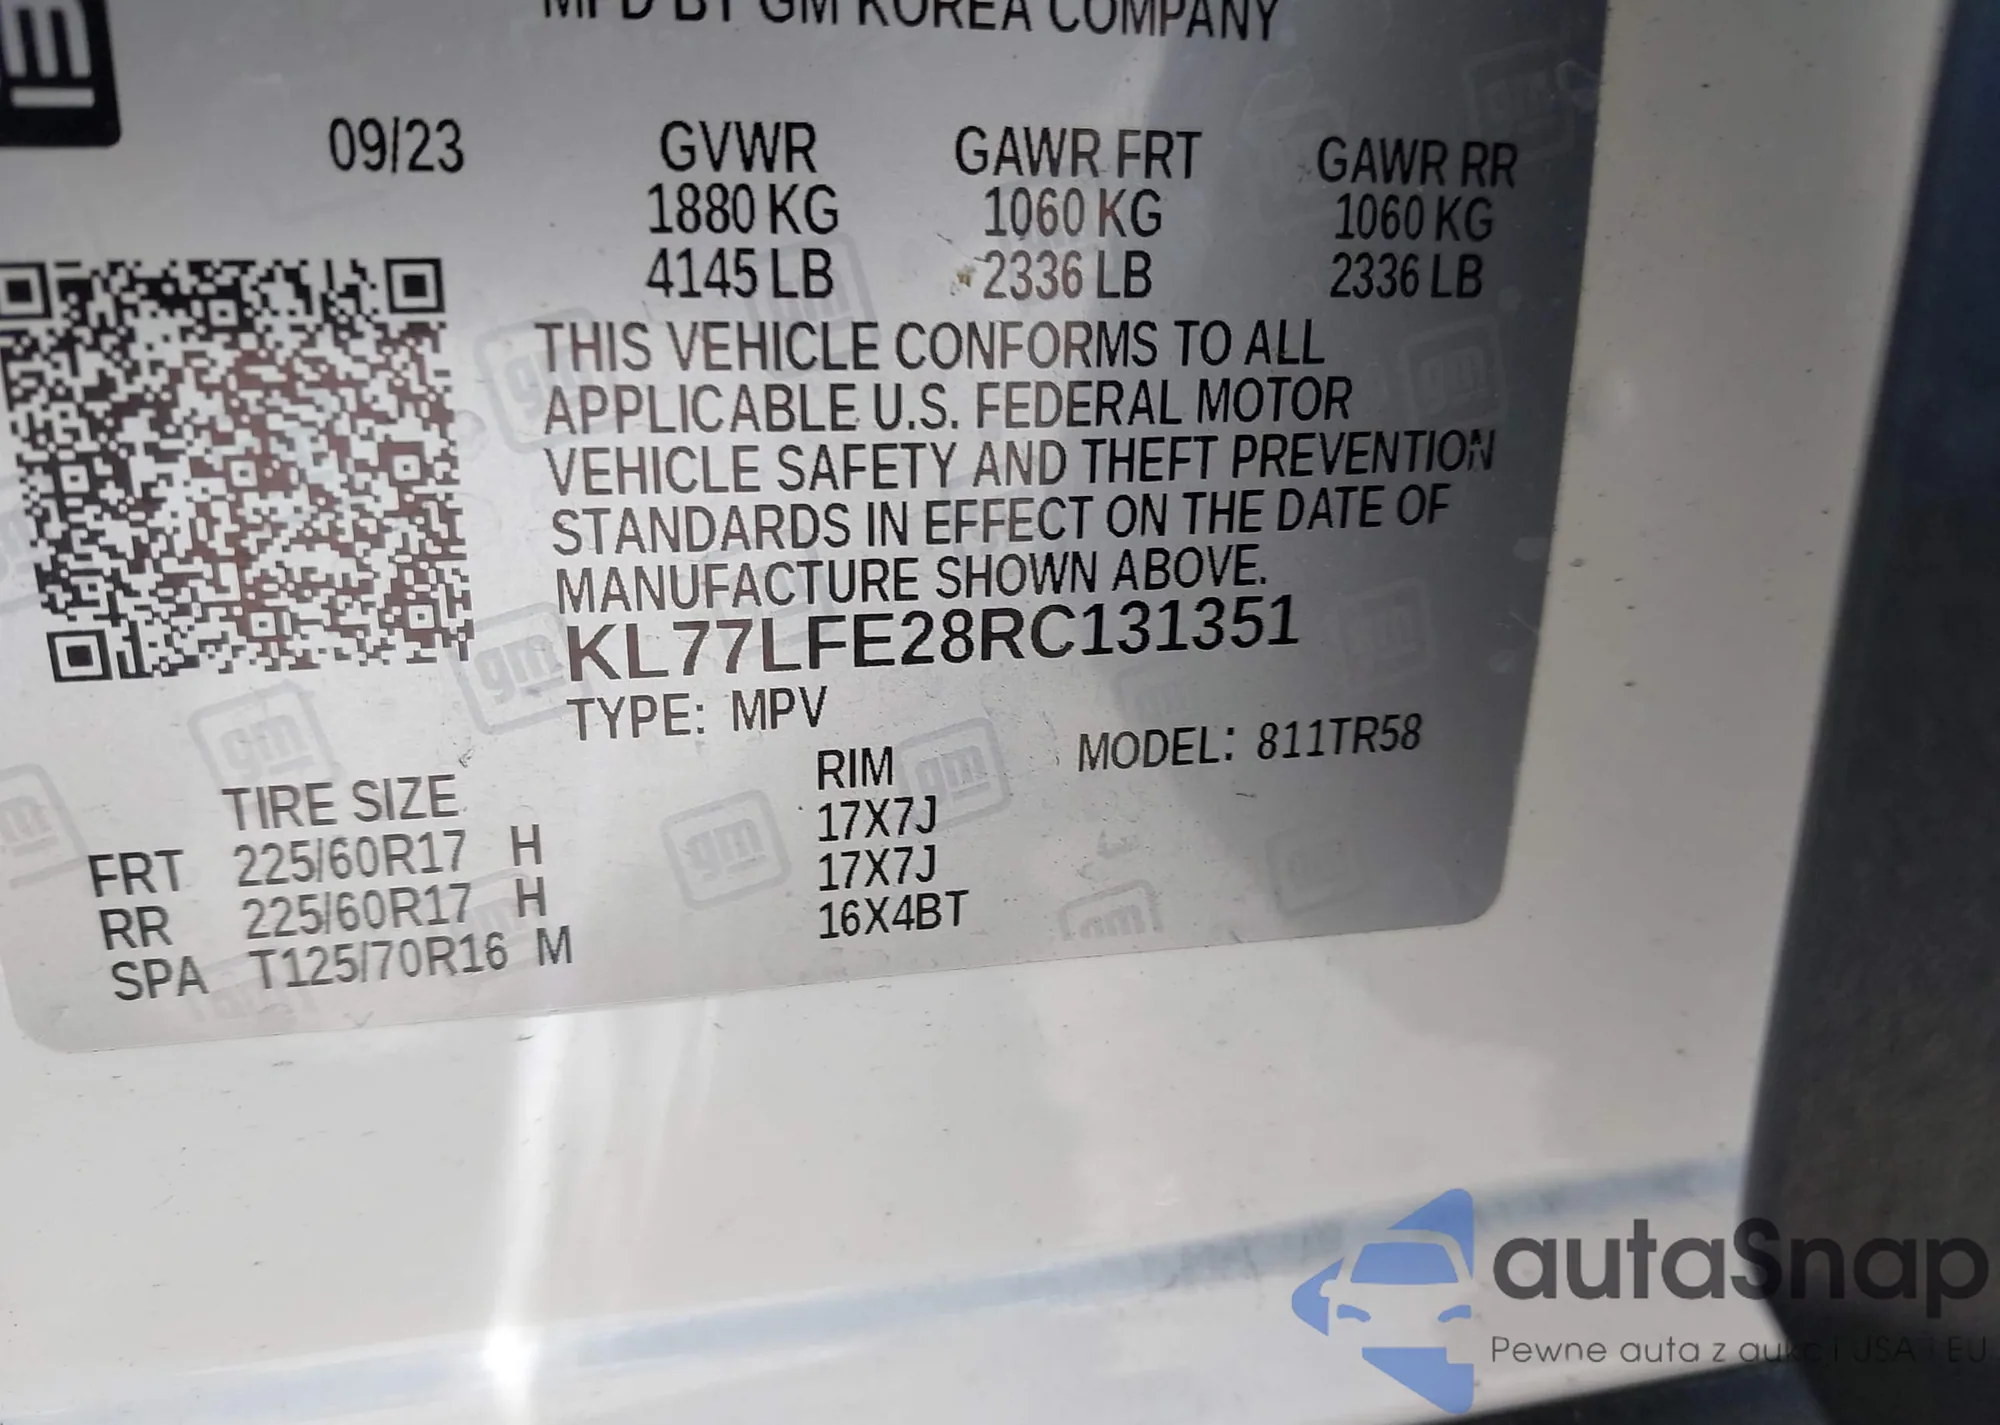 MFD BY GM KOREA COMPANY
09/23 GVWR GAWR FRT GAWR RR
1880 KG 1060 KG 1060 KG
4145 LB 2336 LB 2336 LB
THIS VEHICLE CONFORMS TO ALL
APPLICABLE U.S. FEDERAL MOTOR
VEHICLE SAFETY AND THEFT PREVENTION
STANDARDS IN EFFECT ON THE DATE OF
MANUFACTURE SHOWN ABOVE.
KL77LFE28RC131351
TYPE: MPV MODEL: 811TR58
TIRE SIZE RIM
FRT 225/60R17 H 17X7J
RR 225/60R17 H 17X7J
SPA T125/70R16 M 16X4BT
autaSnap
Pewne auta z aukcji USA i EU